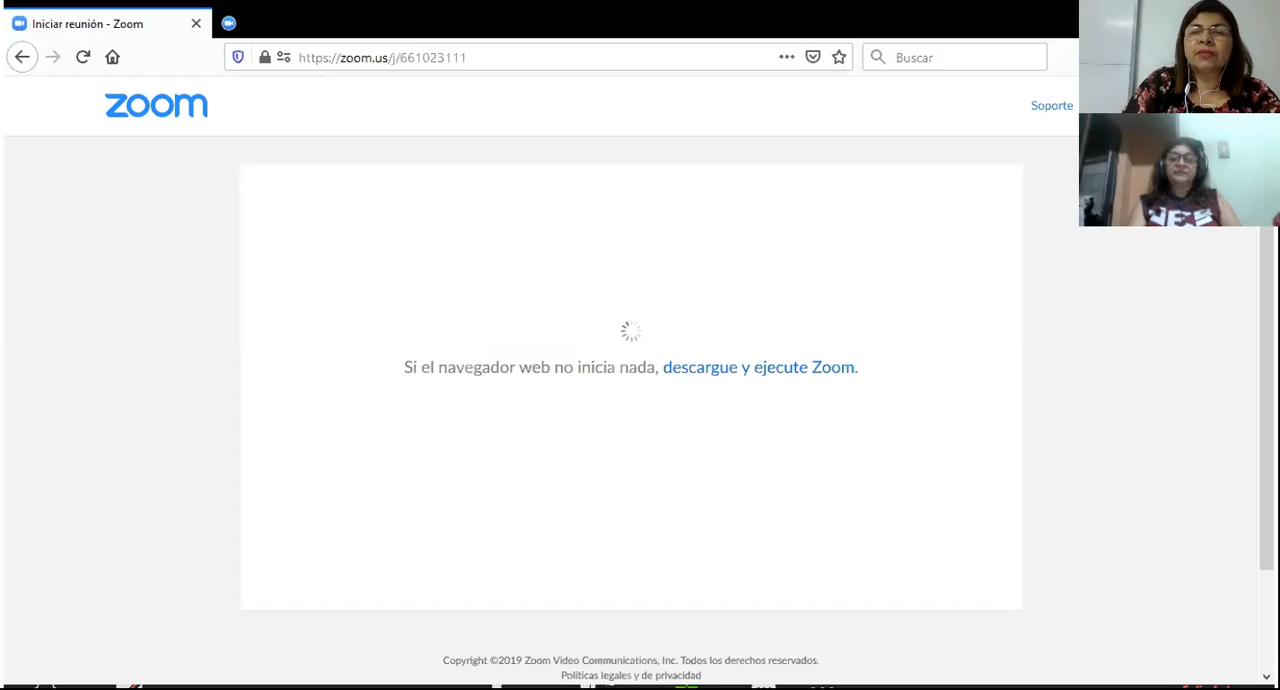 Iniciar reunión - Zoom
https://zoom.us/j/661023111
Buscar
zoom
Soporte
Si el navegador web no inicia nada, descargue y ejecute Zoom.
Copyright ©2019 Zoom Video Communications, Inc. Todos los derechos reservados.
Políticas legales y de privacidad